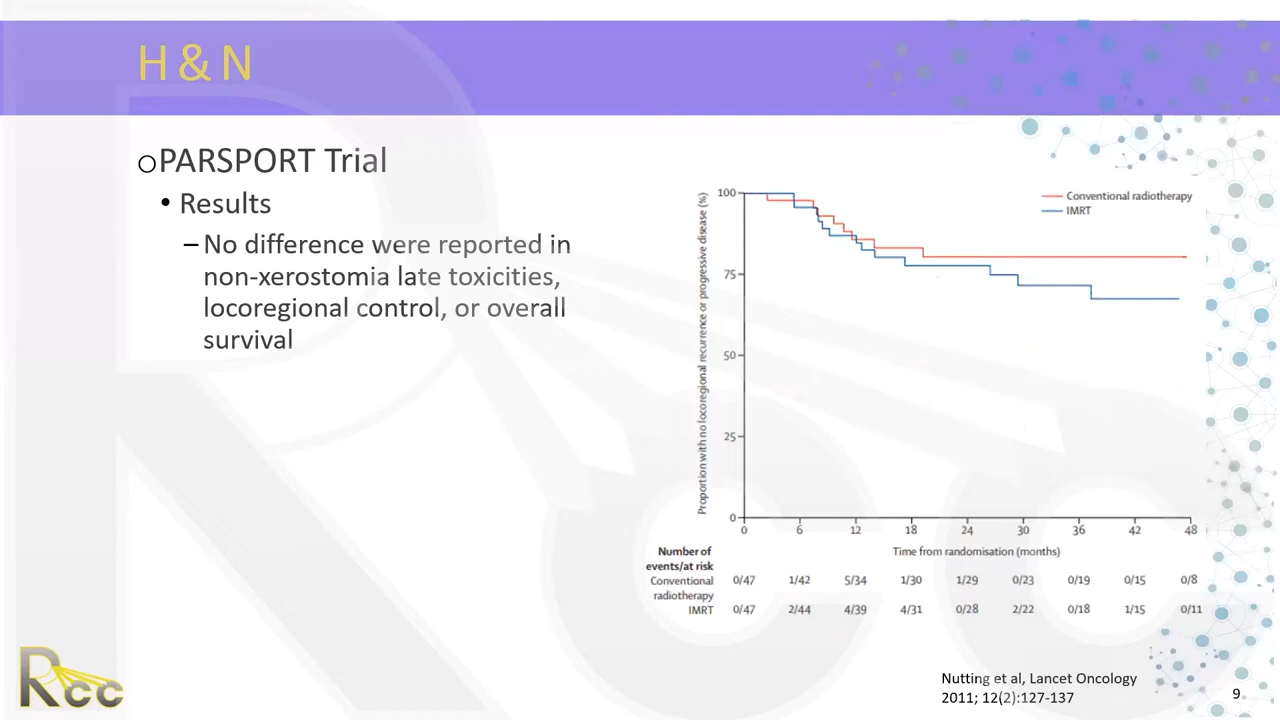 H & N
oPARSPORT Trial
• Results
– No difference were reported in
non-xerostomia late toxicities,
locoregional control, or overall
survival
Proportion with no locoregional recurrence or progressive disease (%)
100
75
50
25
0
Conventional radiotherapy
IMRT
0 6 12 18 24 30 36 42 48
Time from randomisation (months)
Number of
events/at risk
Conventional 0/47 1/42 5/34 1/30 1/29 0/23 0/19 0/15 0/8
radiotherapy
IMRT 0/47 2/44 4/39 4/31 0/28 2/22 0/18 1/15 0/11
Nutting et al, Lancet Oncology
2011; 12(2):127-137
9
Rcc